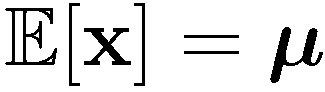 𝔼[𝐱] = 𝝁